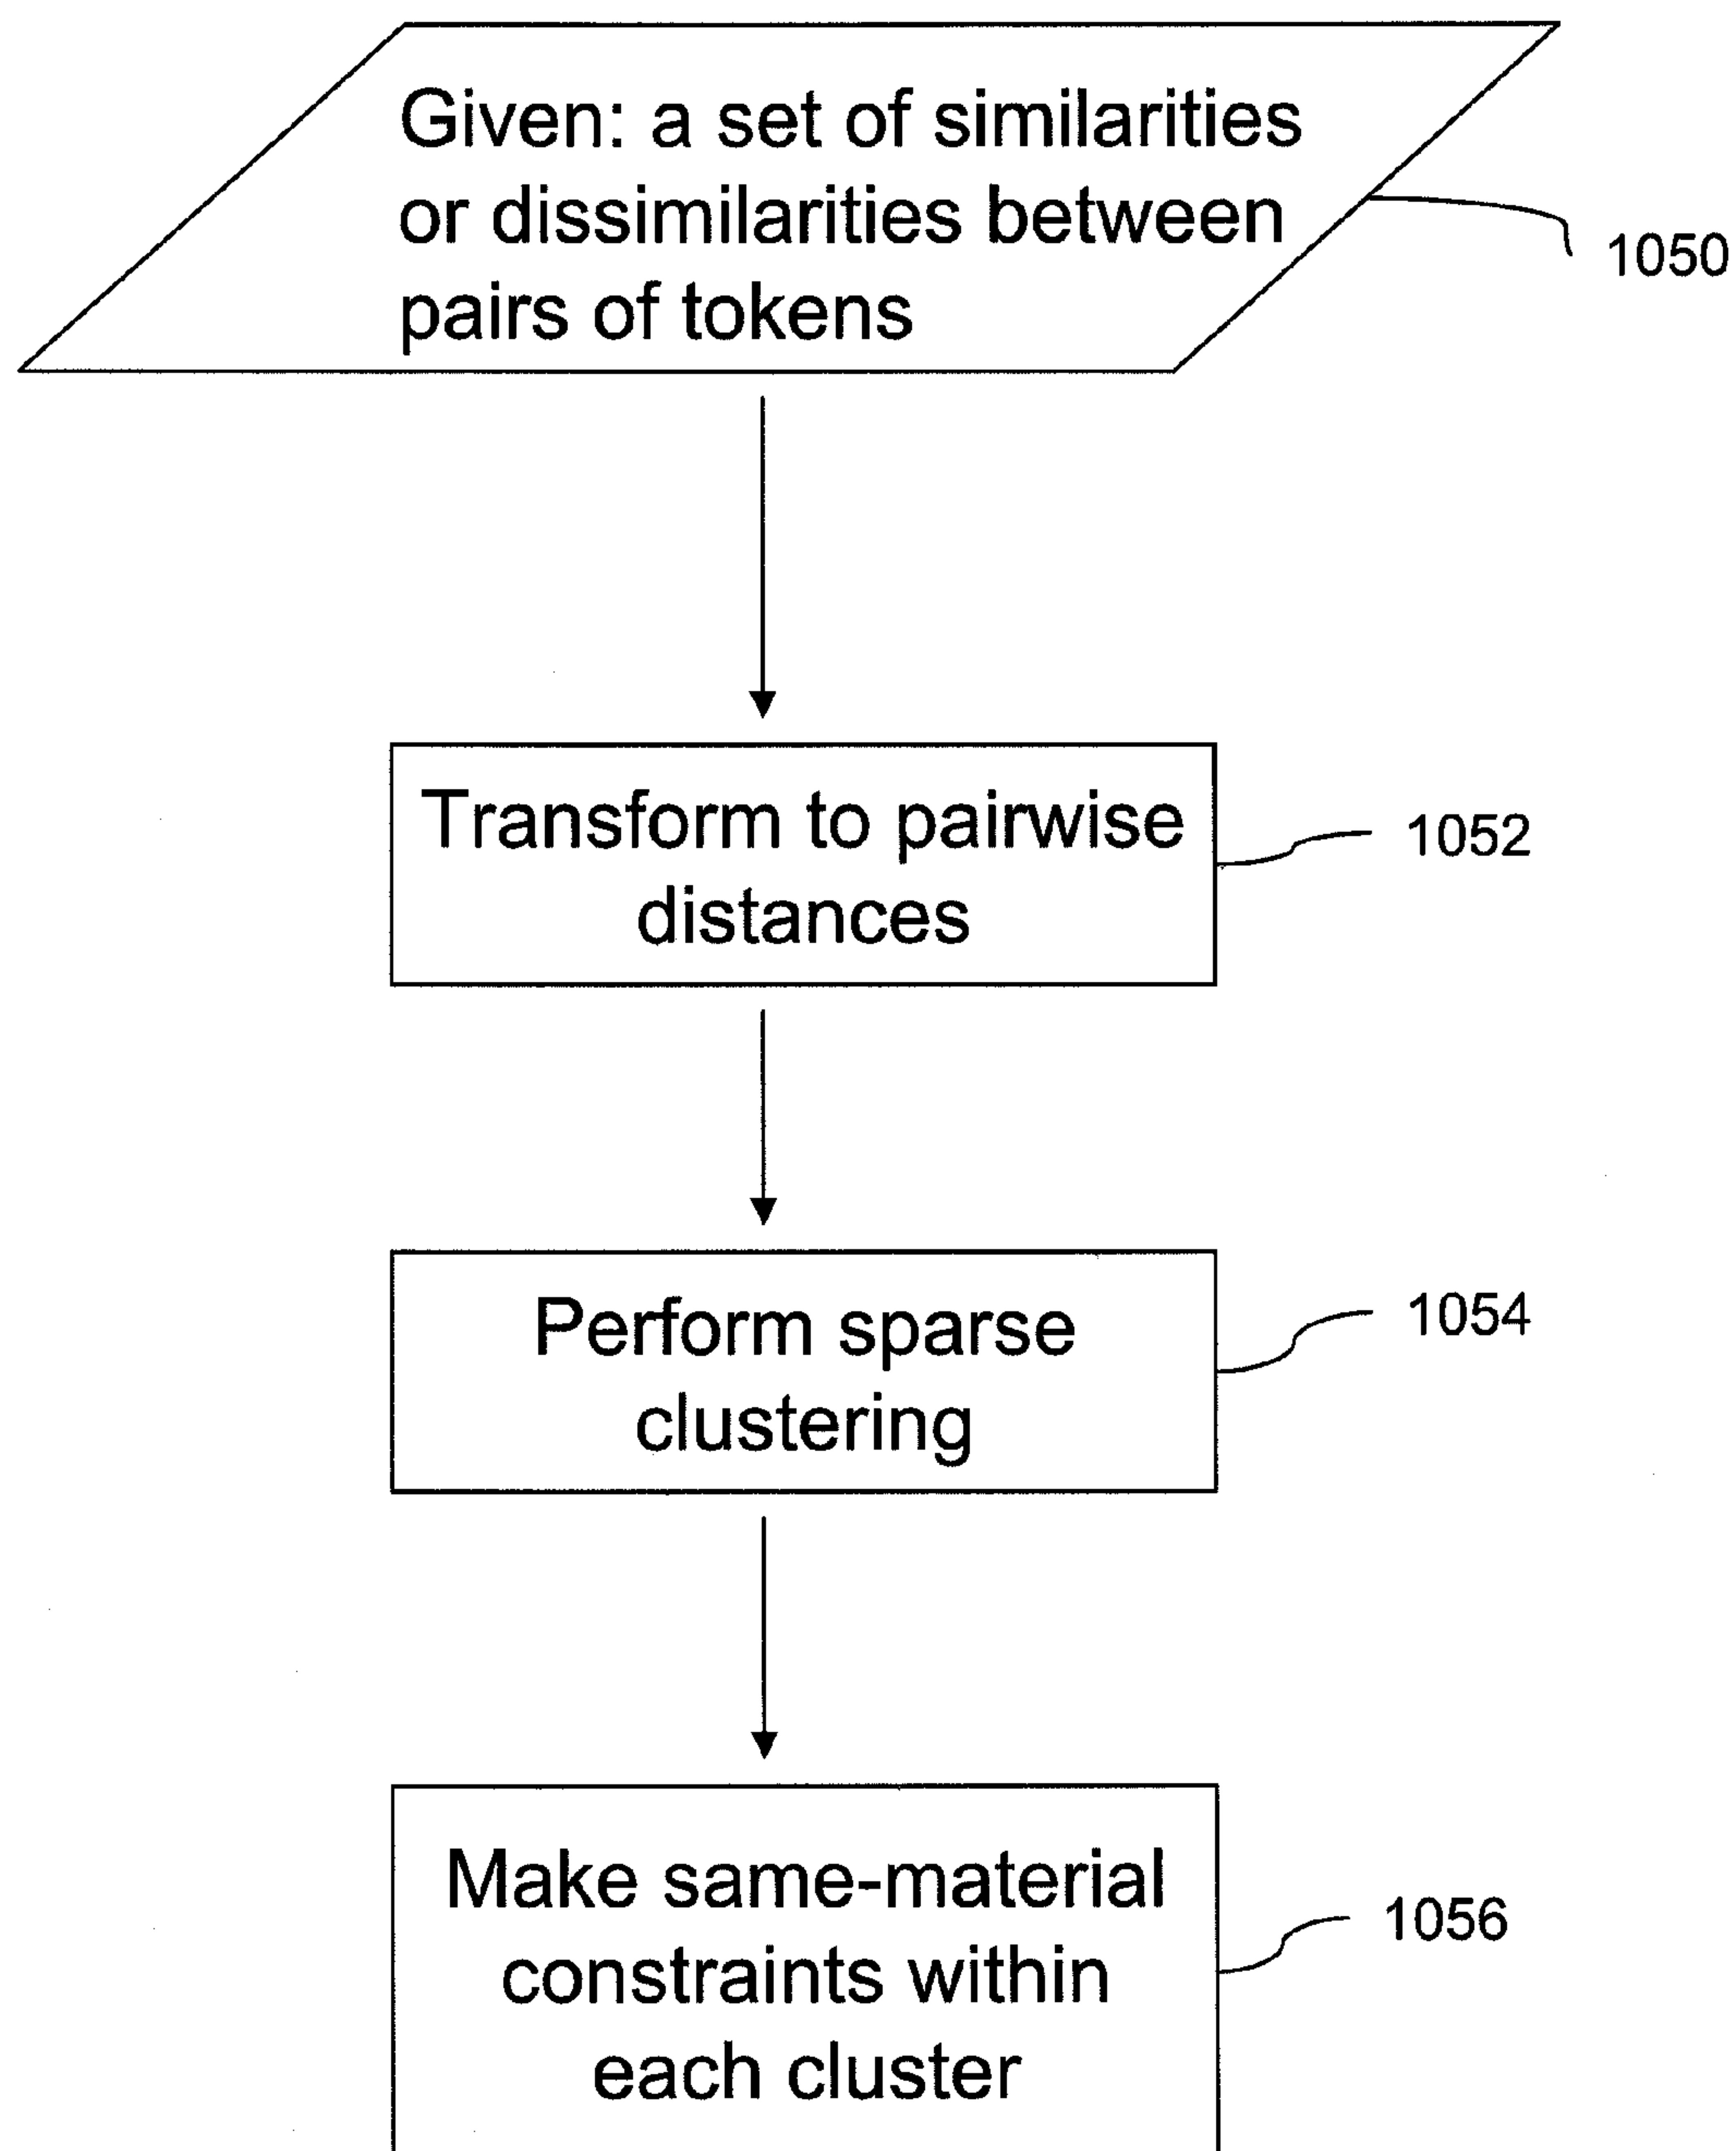 Given: a set of similarities
or dissimilarities between
pairs of tokens
1050
Transform to pairwise
distances
1052
Perform sparse
clustering
1054
Make same-material
constraints within
each cluster
1056